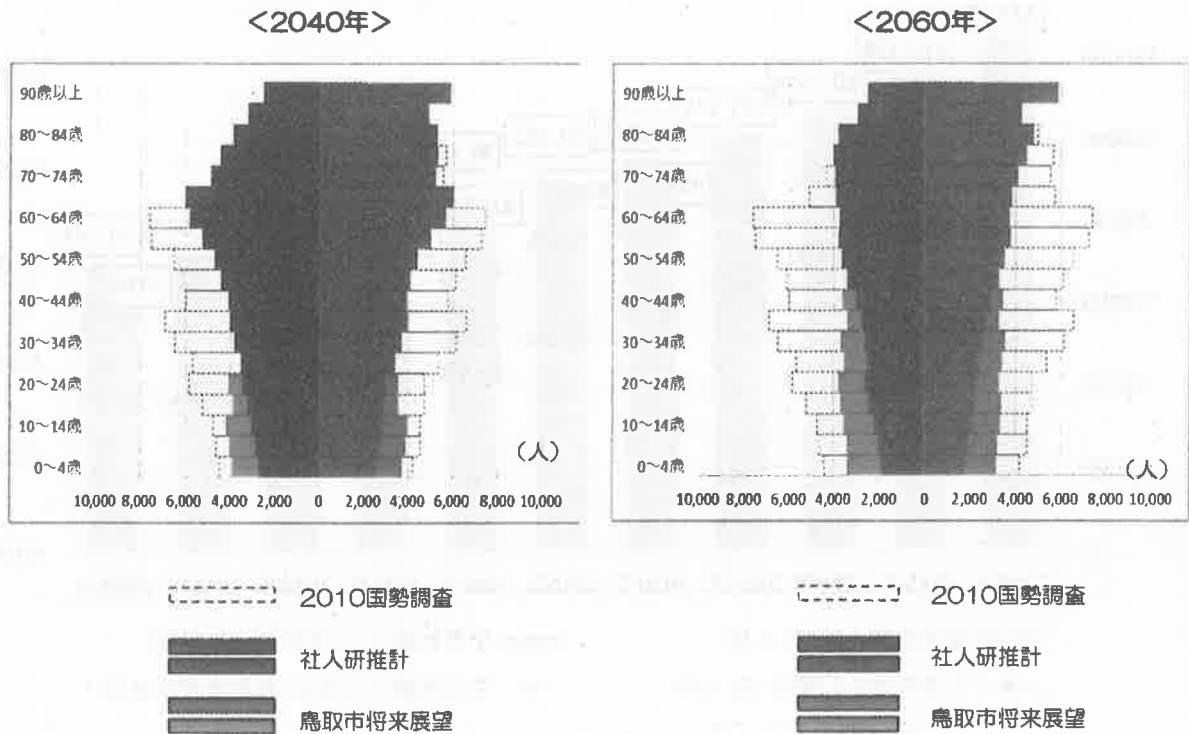 <2040年>
90歳以上
80～84歳
70～74歳
60～64歳
50～54歳
40～44歳
30～34歳
20～24歳
10～14歳
0～4歳
(人)
10,000 8,000 6,000 4,000 2,000 0 2,000 4,000 6,000 8,000 10,000
2010国勢調査
社人研推計
鳥取市将来展望
<2060年>
90歳以上
80～84歳
70～74歳
60～64歳
50～54歳
40～44歳
30～34歳
20～24歳
10～14歳
0～4歳
(人)
10,000 8,000 6,000 4,000 2,000 0 2,000 4,000 6,000 8,000 10,000
2010国勢調査
社人研推計
鳥取市将来展望